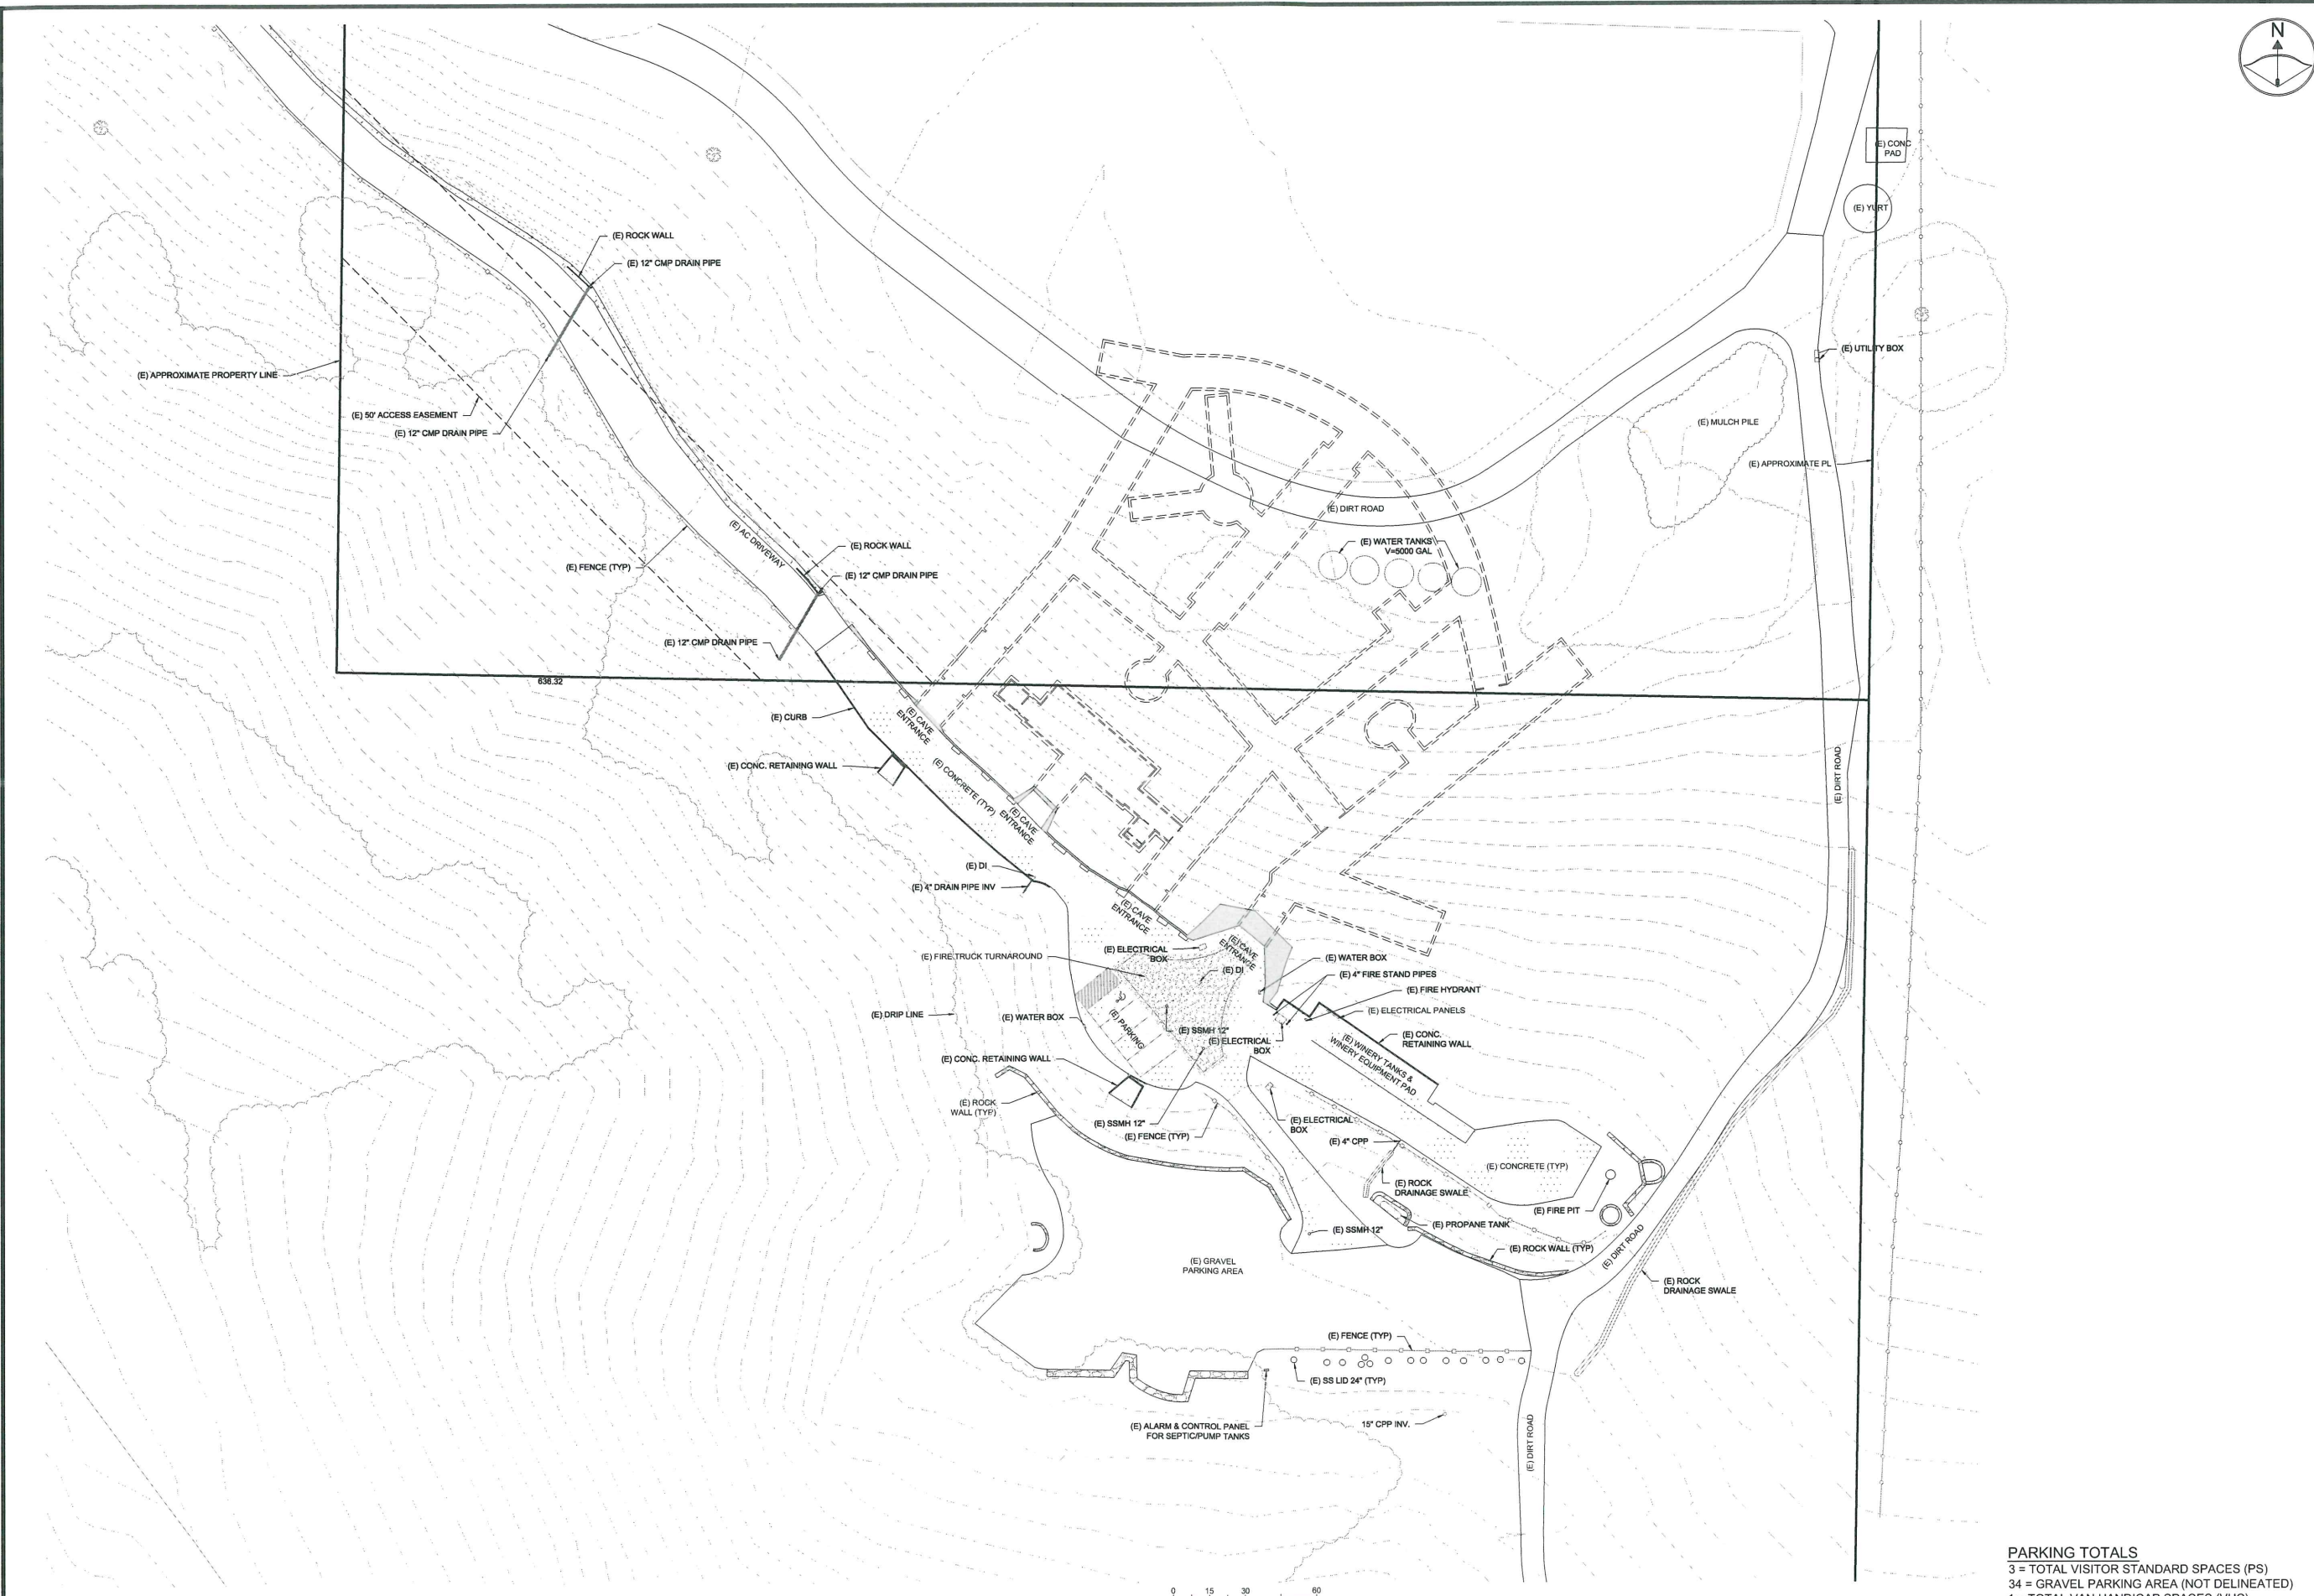 N
(E) CONC
PAD
(E) YURT
(E) ROCK WALL
(E) 12" CMP DRAIN PIPE
(E) UTILITY BOX
(E) APPROXIMATE PROPERTY LINE
(E) 50' ACCESS EASEMENT
(E) 12" CMP DRAIN PIPE
(E) MULCH PILE
(E) APPROXIMATE PL
(E) DIRT ROAD
(E) AC DRIVEWAY
(E) ROCK WALL
(E) WATER TANKS
V=5000 GAL
(E) FENCE (TYP)
(E) 12" CMP DRAIN PIPE
(E) 12" CMP DRAIN PIPE
636.32
(E) CURB
(E) CAVE
ENTRANCE
(E) CONC. RETAINING WALL
(E) CONCRETE (TYP)
(E) CAVE
ENTRANCE
(E) DIRT ROAD
(E) DI
(E) 4" DRAIN PIPE INV
(E) CAVE
ENTRANCE
(E) ELECTRICAL
BOX
(E) CAVE
ENTRANCE
(E) FIRE TRUCK TURNAROUND
(E) DI
(E) WATER BOX
(E) 4" FIRE STAND PIPES
(E) FIRE HYDRANT
(E) ELECTRICAL PANELS
(E) DRIP LINE
(E) WATER BOX
(E) PARKING
(E) SSMH 12"
(E) ELECTRICAL
BOX
(E) CONC.
RETAINING WALL
(E) WINERY TANKS &
WINERY EQUIPMENT PAD
(E) CONC. RETAINING WALL
(E) ROCK
WALL (TYP)
(E) SSMH 12"
(E) FENCE (TYP)
(E) ELECTRICAL
BOX
(E) 4" CPP
(E) CONCRETE (TYP)
(E) ROCK
DRAINAGE SWALE
(E) FIRE PIT
(E) PROPANE TANK
(E) SSMH 12"
(E) ROCK WALL (TYP)
(E) DIRT ROAD
(E) GRAVEL
PARKING AREA
(E) ROCK
DRAINAGE SWALE
(E) FENCE (TYP)
(E) SS LID 24" (TYP)
(E) ALARM & CONTROL PANEL
FOR SEPTIC/PUMP TANKS
15" CPP INV.
(E) DIRT ROAD
PARKING TOTALS
3 = TOTAL VISITOR STANDARD SPACES (PS)
34 = GRAVEL PARKING AREA (NOT DELINEATED)
1 = TOTAL VAN HANDICAP SPACES (VHS)
0 15 30 60